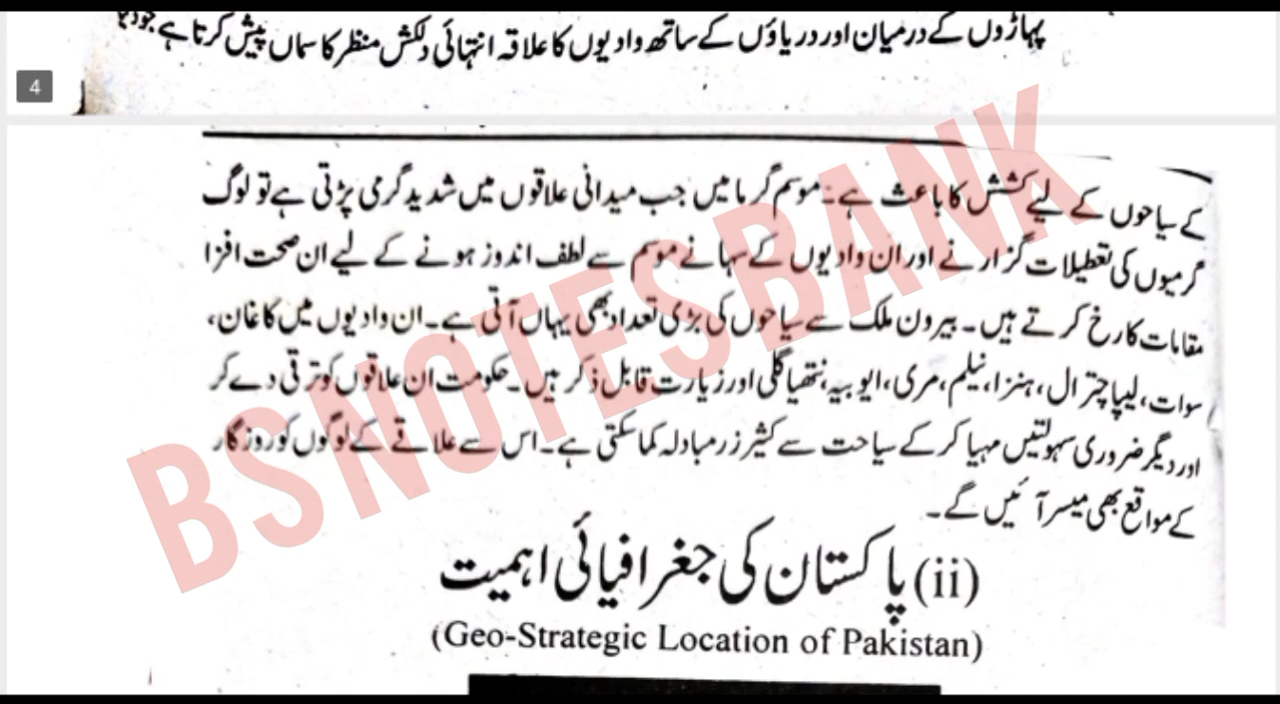 پہاڑوں کے درمیان اور دریاؤں کے ساتھ وادیوں کا علاقہ انتہائی دلکش منظر کا سماں پیش کرتا ہے جو
4
کے سیاحوں کے لیے کشش کا باعث ہے۔ موسم گرما میں جب میدانی علاقوں میں شدید گرمی پڑتی ہے تو لوگ
گرمیوں کی تعطیلات گزارنے اور ان وادیوں کے سہانے موسم سے لطف اندوز ہونے کے لیے ان صحت افزا
مقامات کا رخ کرتے ہیں۔ بیرون ملک سے سیاحوں کی بڑی تعداد بھی یہاں آتی ہے۔ ان وادیوں میں کاغان،
سوات، لیپا چترال، ہنزا، نیلم، مری، ایوبیہ، نتھیا گلی اور زیارت قابل ذکر ہیں۔ حکومت ان علاقوں کو ترقی دے کر
اور دیگر ضروری سہولتیں مہیا کر کے سیاحت سے کثیر زر مبادلہ کما سکتی ہے۔ اس سے علاقے کے لوگوں کو روزگار
کے مواقع بھی میسر آئیں گے۔
(ii) پاکستان کی جغرافیائی اہمیت
(Geo-Strategic Location of Pakistan)
BSNOTESBANK